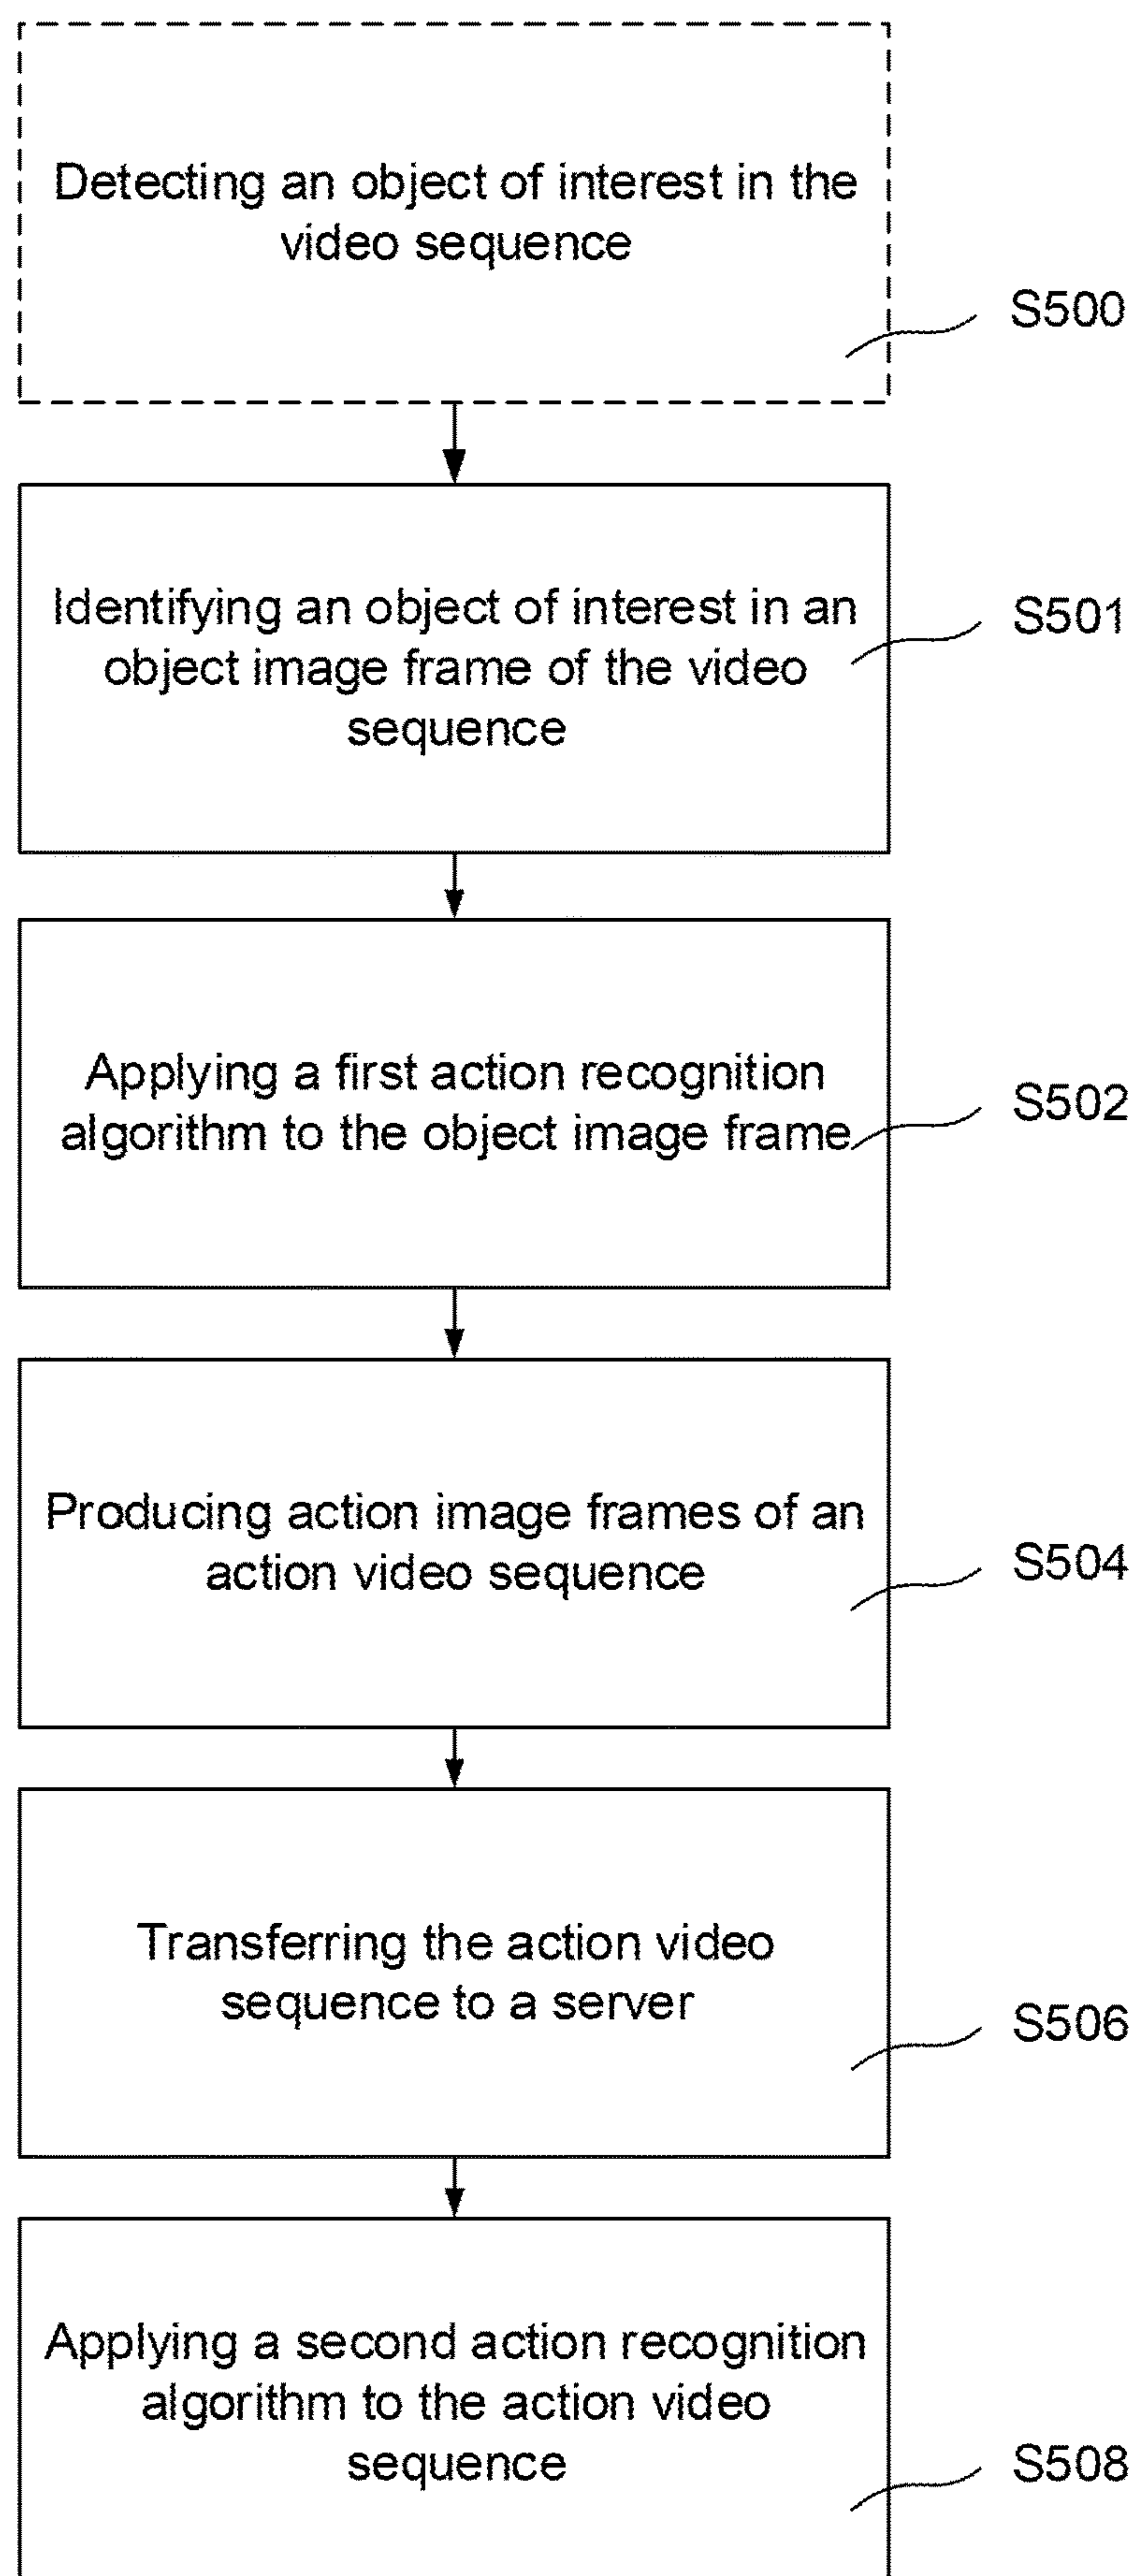 Detecting an object of interest in the
video sequence
S500
Identifying an object of interest in an
object image frame of the video
sequence
S501
Applying a first action recognition
algorithm to the object image frame
S502
Producing action image frames of an
action video sequence
S504
Transferring the action video
sequence to a server
S506
Applying a second action recognition
algorithm to the action video
sequence
S508